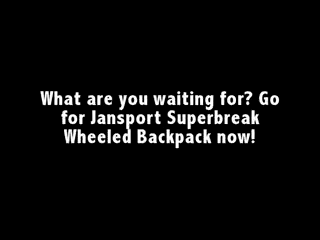 What are you waiting for? Go
for Jansport Superbreak
Wheeled Backpack now!